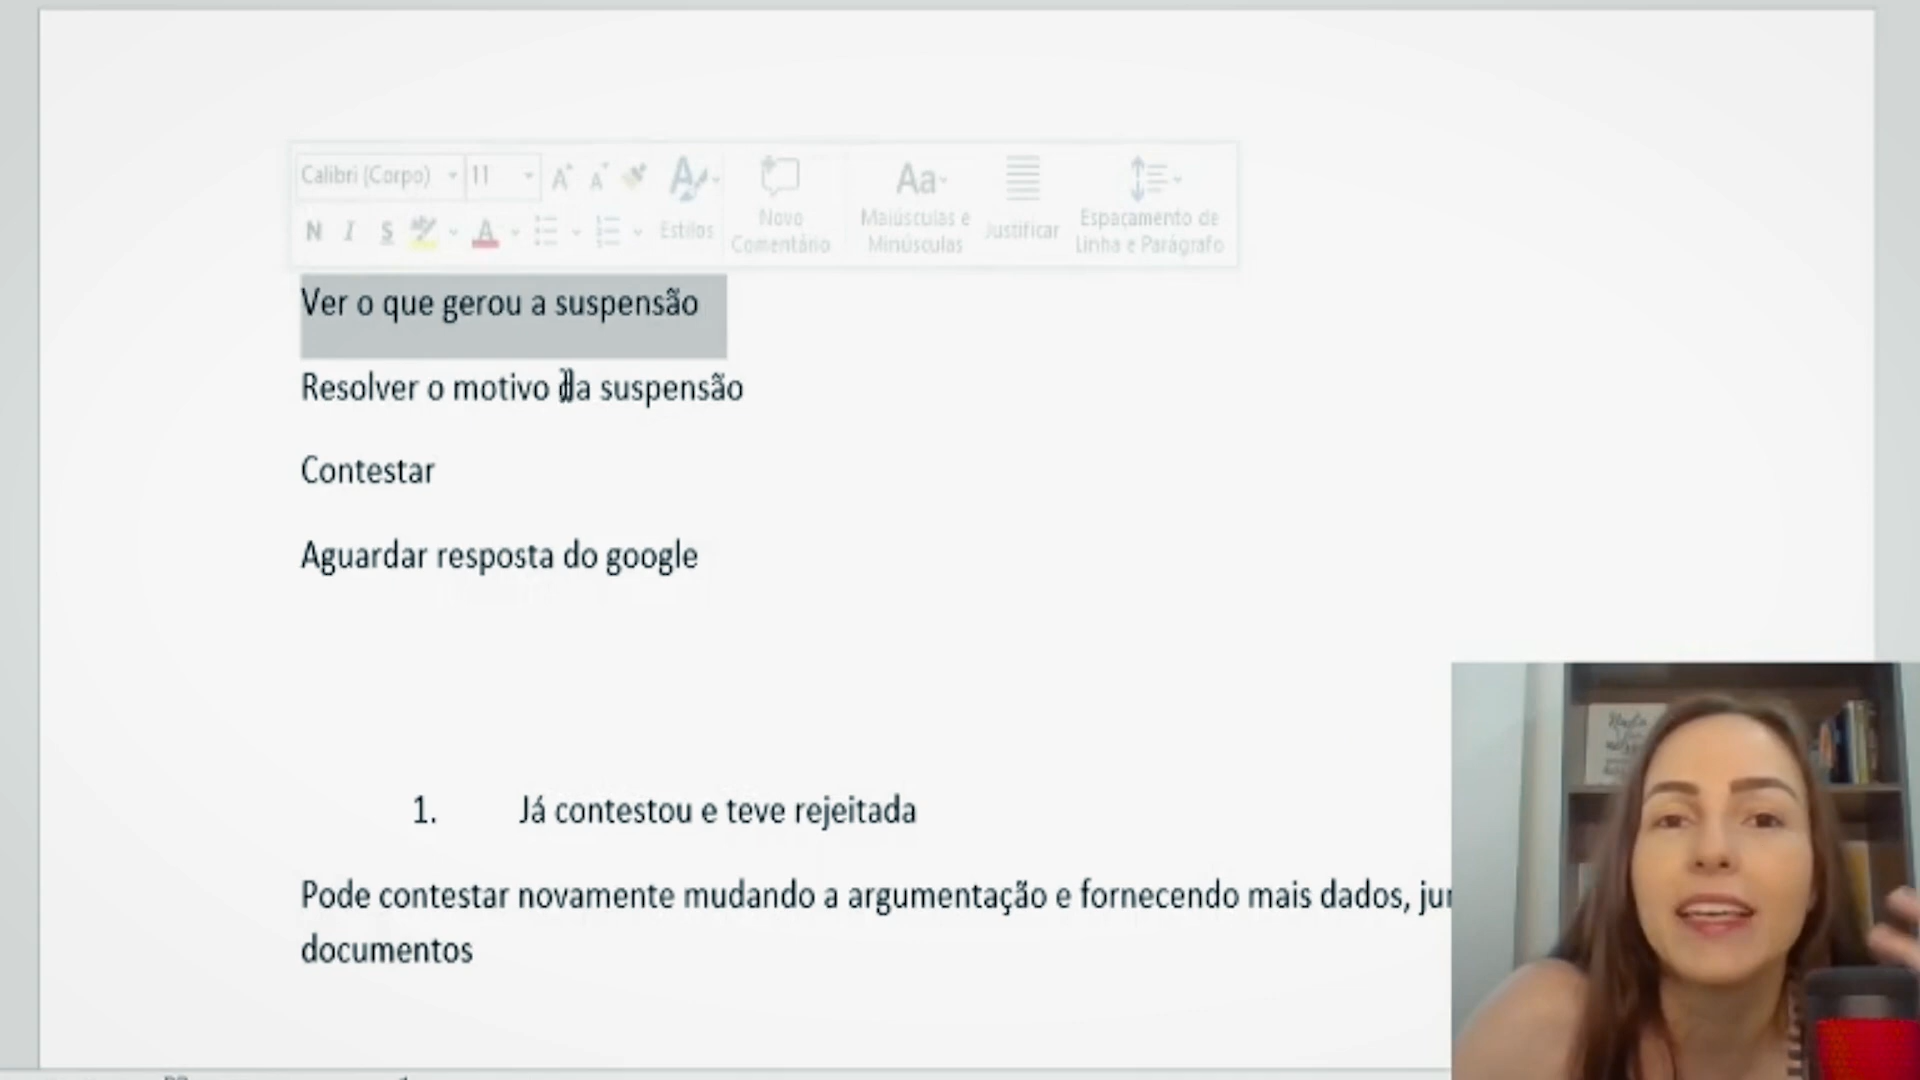 Calibri (Corpo) 11
N I S Estilos
Novo Comentário
Aa
Maiúsculas e Minúsculas
Justificar
Espaçamento de Linha e Parágrafo
Ver o que gerou a suspensão
Resolver o motivo da suspensão
Contestar
Aguardar resposta do google
1. Já contestou e teve rejeitada
Pode contestar novamente mudando a argumentação e fornecendo mais dados,
documentos